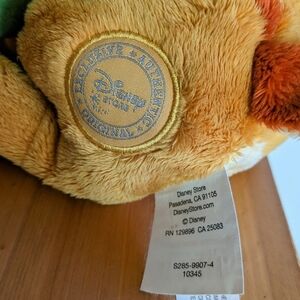 EXCLUSIVE • AUTHENTIC • ORIGINAL •
Disney
STORE
Disney Store
Pasadena, CA 91105
DisneyStore.com
© Disney
RN 129896 CA 25083
S285-9907-4
10345